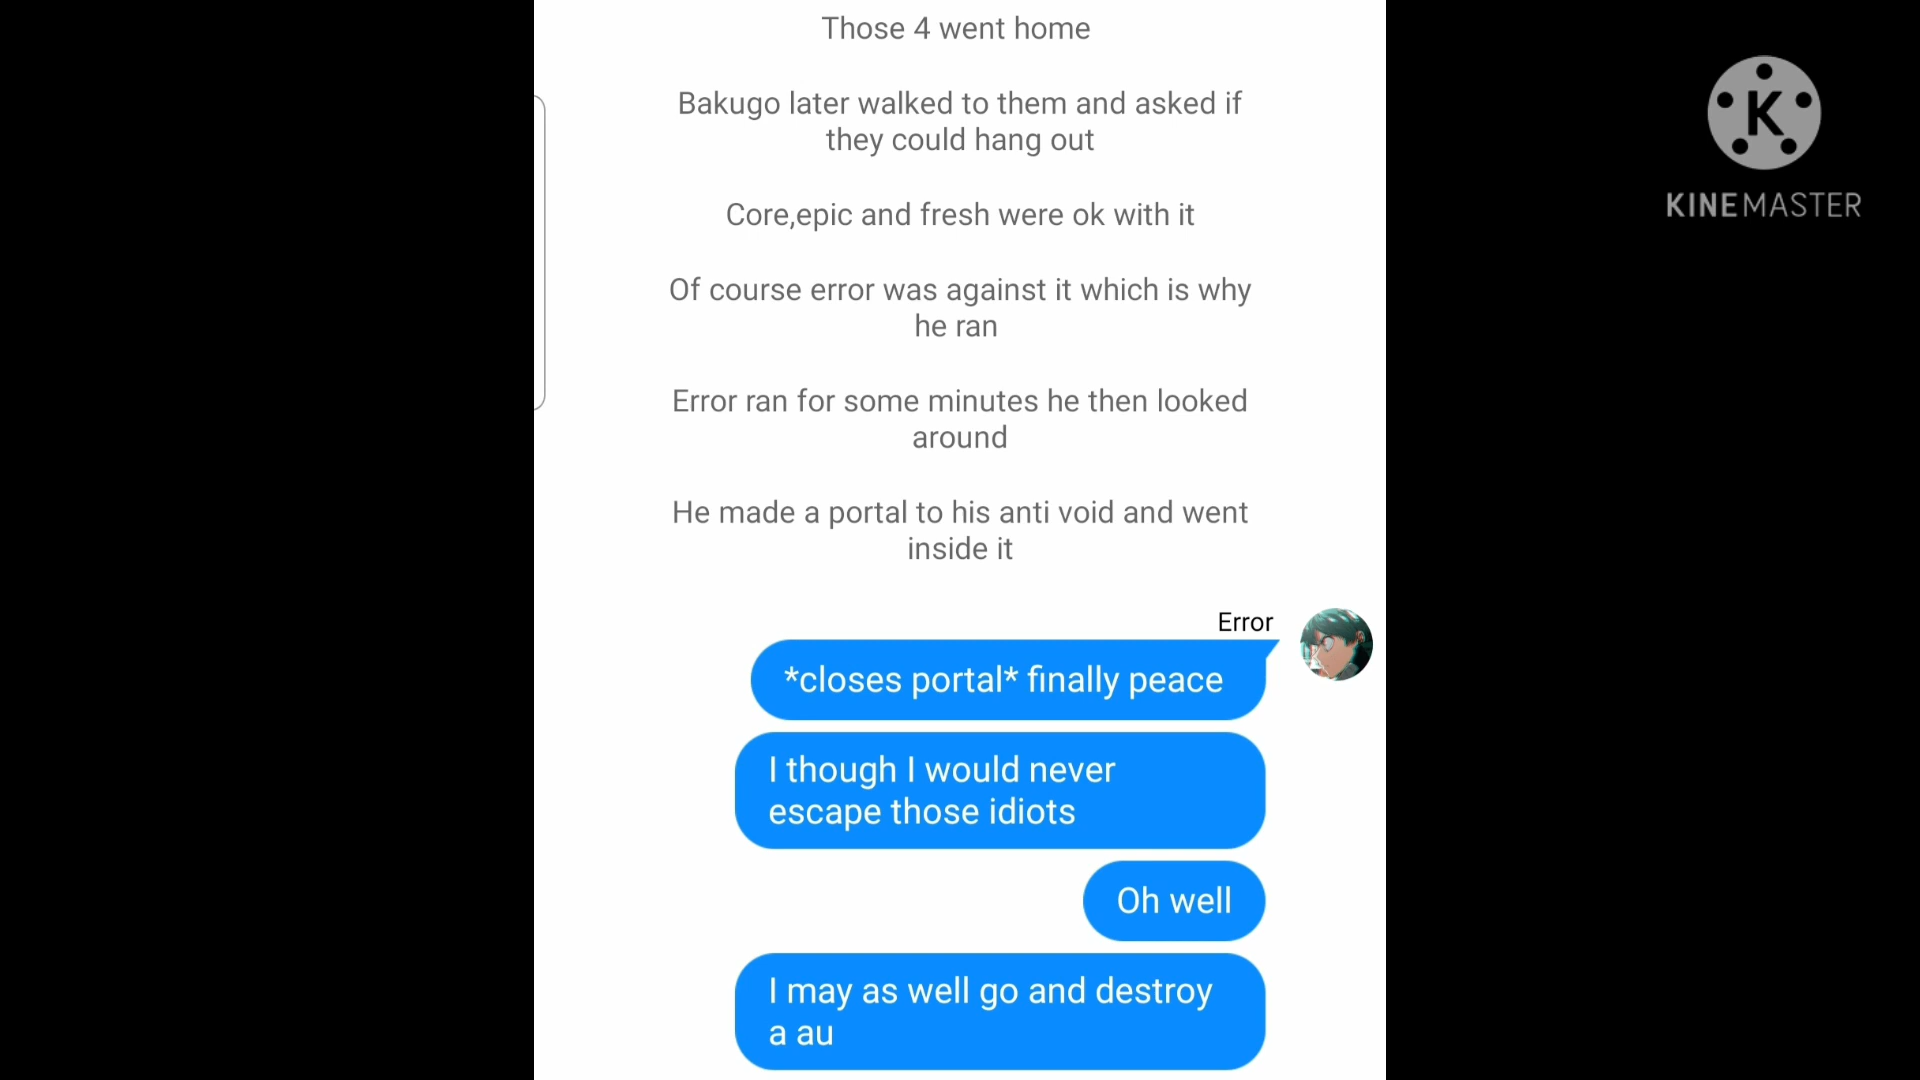 Those 4 went home
Bakugo later walked to them and asked if
they could hang out
Core,epic and fresh were ok with it
Of course error was against it which is why
he ran
Error ran for some minutes he then looked
around
He made a portal to his anti void and went
inside it
Error
*closes portal* finally peace
I though I would never
escape those idiots
Oh well
I may as well go and destroy
a au
K
KINEMASTER